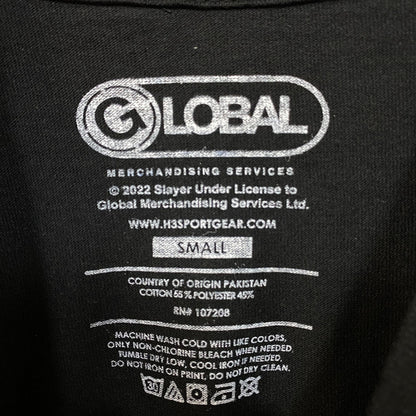 GLOBAL
MERCHANDISING SERVICES
© 2022 Slayer Under License to
Global Merchandising Services Ltd.
WWW.H3SPORTGEAR.COM
SMALL
COUNTRY OF ORIGIN PAKISTAN
COTTON 55% POLYESTER 45%
RN# 107208
MACHINE WASH COLD WITH LIKE COLORS,
ONLY NON-CHLORINE BLEACH WHEN NEEDED,
TUMBLE DRY LOW, COOL IRON IF NEEDED,
DO NOT IRON ON PRINT, DO NOT DRY CLEAN.
30